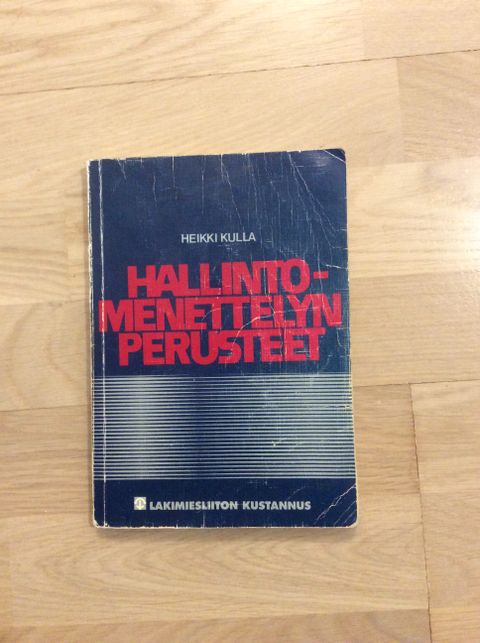 HEIKKI KULLA
HALLINTO-
MENETTELYN
PERUSTEET
LAKIMIESLIITON KUSTANNUS